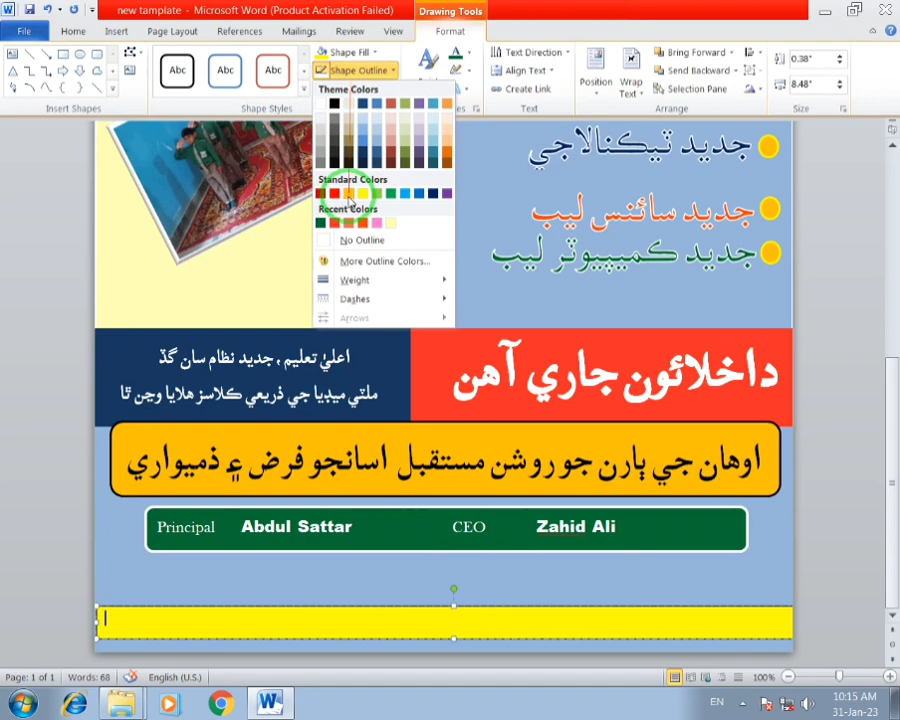 new tamplate - Microsoft Word (Product Activation Failed)
Drawing Tools
File
Home
Insert
Page Layout
References
Mailings
Review
View
Format
Abc
Abc
Abc
Shape Fill
Shape Outline
Text Direction
Align Text
Create Link
Position
Wrap Text
Bring Forward
Send Backward
Selection Pane
0.38"
8.48"
Insert Shapes
Shape Styles
Text
Arrange
Size
Theme Colors
Standard Colors
Recent Colors
No Outline
More Outline Colors...
Weight
Dashes
Arrows
جديد ٽيڪنالاجي
جديد سائنس ليب
جديد ڪمپيوٽر ليب
داخلائون جاري آهن
اعليٰ تعليم ، جديد نظام سان گڏ
ملٽي ميڊيا جي ذريعي ڪلاسز هلايا وڃن ٿا
اوهان جي ٻارن جو روشن مستقبل اسانجو فرض ۽ ذميواري
Principal Abdul Sattar CEO Zahid Ali
Page: 1 of 1
Words: 68
English (U.S.)
100%
EN
10:15 AM
31-Jan-23